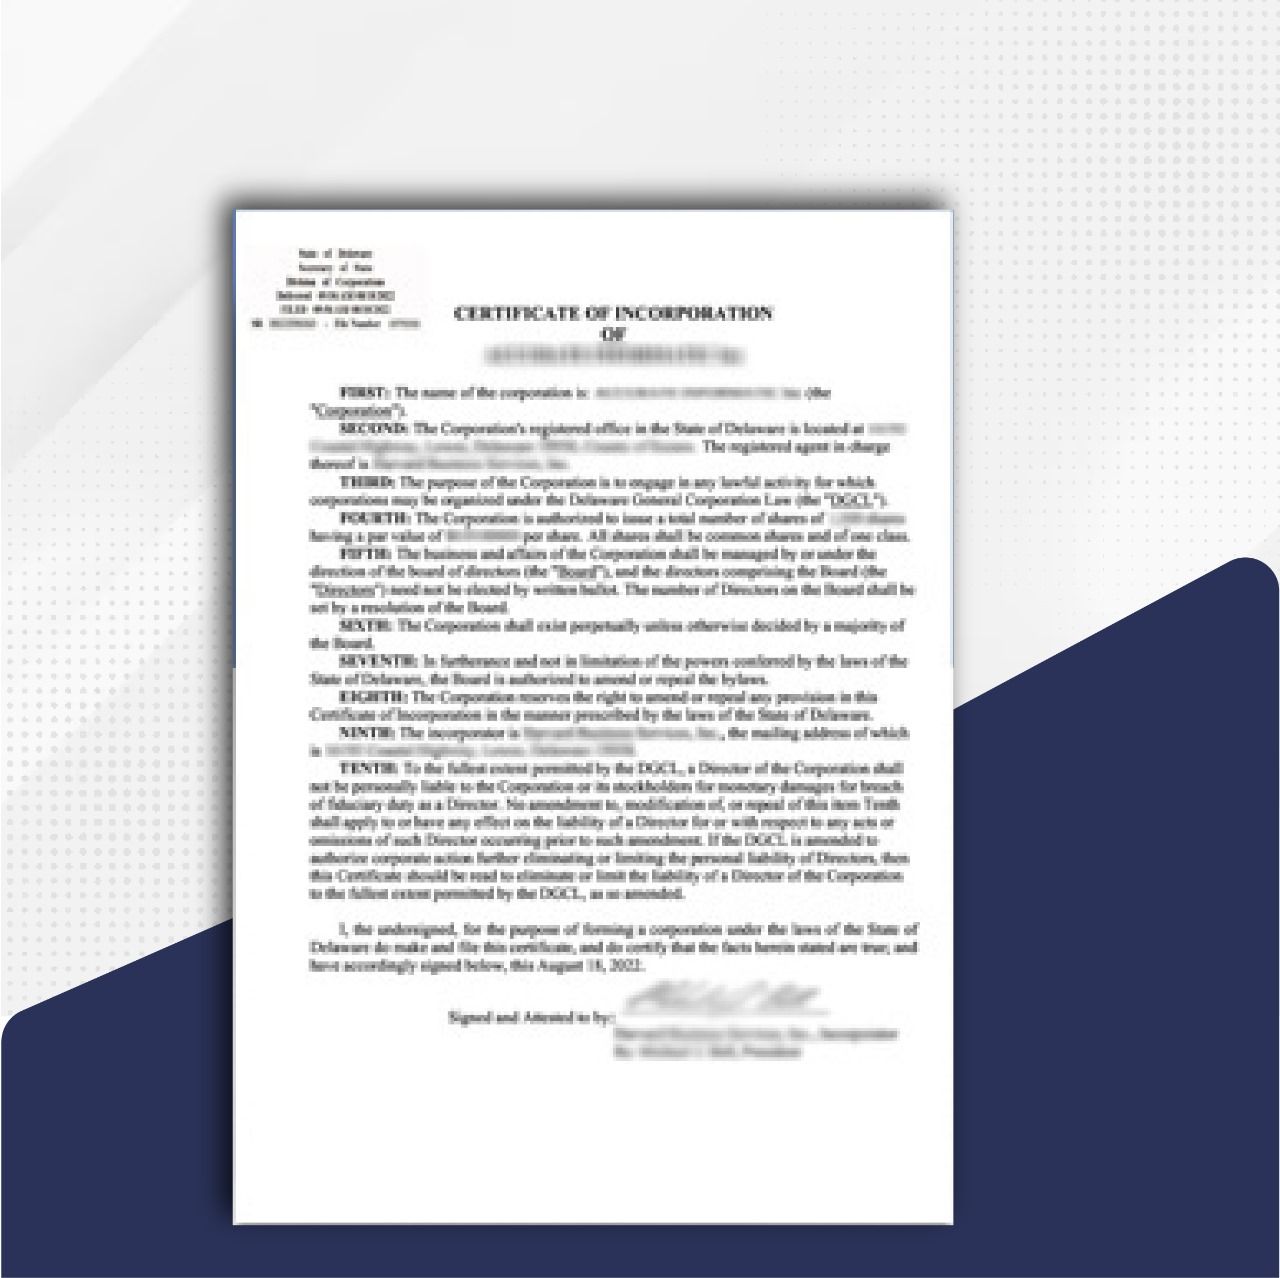 State of Delaware
Secretary of State
Division of Corporations
Delivered
FILED
SR - File Number
CERTIFICATE OF INCORPORATION
OF
FIRST: The name of the corporation is: (the
"Corporation").
SECOND: The Corporation's registered office in the State of Delaware is located at
The registered agent in charge
thereof is
THIRD: The purpose of the Corporation is to engage in any lawful activity for which
corporations may be organized under the Delaware General Corporation Law (the "DGCL").
FOURTH: The Corporation is authorized to issue a total number of shares of
having a par value of per share. All shares shall be common shares and of one class.
FIFTH: The business and affairs of the Corporation shall be managed by or under the
direction of the board of directors (the "Board"), and the directors comprising the Board (the
"Directors") need not be elected by written ballot. The number of Directors on the Board shall be
set by a resolution of the Board.
SIXTH: The Corporation shall exist perpetually unless otherwise decided by a majority of
the Board.
SEVENTH: In furtherance and not in limitation of the powers conferred by the laws of the
State of Delaware, the Board is authorized to amend or repeal the bylaws.
EIGHTH: The Corporation reserves the right to amend or repeal any provision in this
Certificate of Incorporation in the manner prescribed by the laws of the State of Delaware.
NINTH: The incorporator is , the mailing address of which
is
TENTH: To the fullest extent permitted by the DGCL, a Director of the Corporation shall
not be personally liable to the Corporation or its stockholders for monetary damages for breach
of fiduciary duty as a Director. No amendment to, modification of, or repeal of this item Tenth
shall apply to or have any effect on the liability of a Director for or with respect to any acts or
omissions of such Director occurring prior to such amendment. If the DGCL is amended to
authorize corporate action further eliminating or limiting the personal liability of Directors, then
this Certificate should be read to eliminate or limit the liability of a Director of the Corporation
to the fullest extent permitted by the DGCL, as so amended.
I, the undersigned, for the purpose of forming a corporation under the laws of the State of
Delaware do make and file this certificate, and do certify that the facts herein stated are true; and
have accordingly signed below, this August 18, 2022.
Signed and Attested to by: